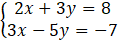 2x + 3y = 8
3x − 5y = −7